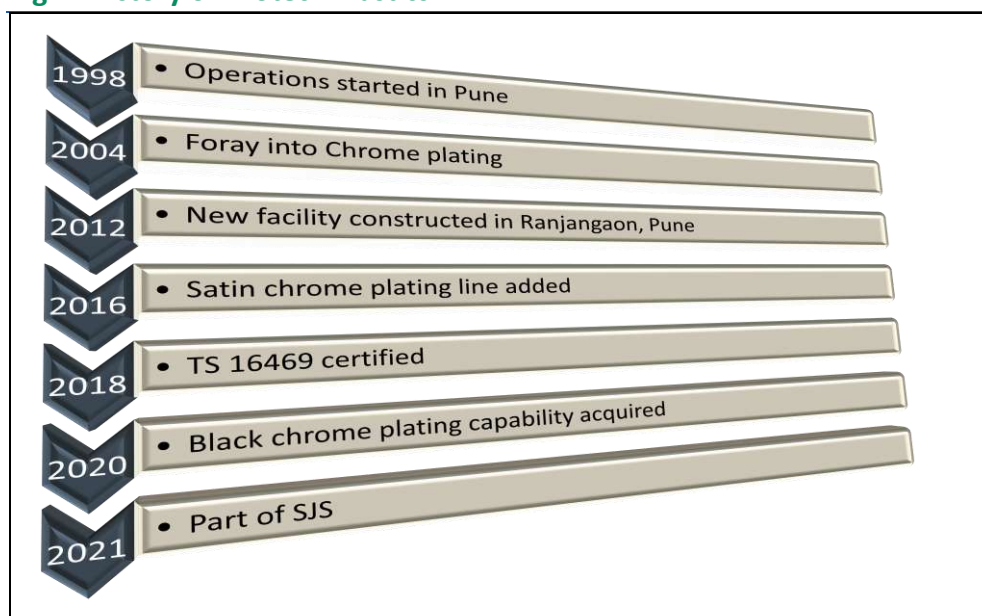 1998
• Operations started in Pune
2004
• Foray into Chrome plating
2012
• New facility constructed in Ranjangaon, Pune
2016
• Satin chrome plating line added
2018
• TS 16469 certified
2020
• Black chrome plating capability acquired
2021
• Part of SJS